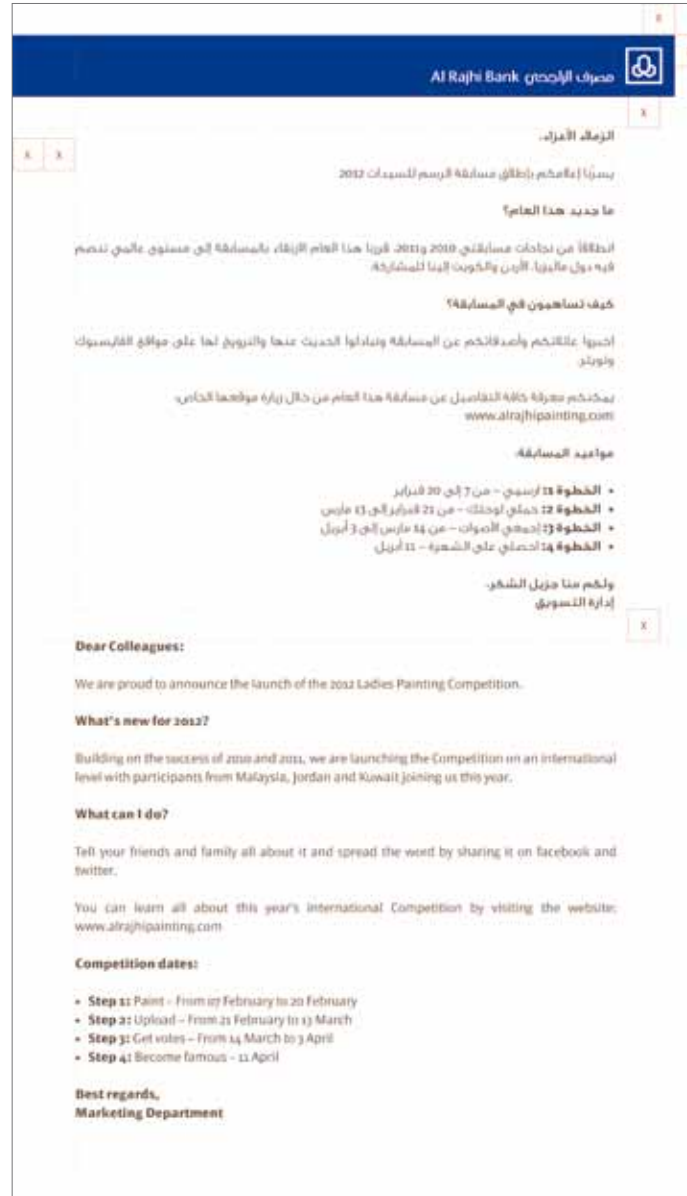 x
Al Rajhi Bank مصرف الراجحي
x
الزملاء الأعزاء،
x x
يسرّنا إعلامكم بإطلاق مسابقة الرسم للسيدات 2012
ما جديد هذا العام؟
انطلاقاً من نجاحات مسابقتي 2010 و2011، قررنا هذا العام الارتقاء بالمسابقة إلى مستوى عالمي تنضم
فيه دول ماليزيا، الأردن والكويت إلينا للمشاركة.
كيف تساهمون في المسابقة؟
اخبروا عائلاتكم وأصدقائكم عن المسابقة وتبادلوا الحديث عنها والترويج لها على مواقع الفايسبوك
وتويتر.
يمكنكم معرفة كافة التفاصيل عن مسابقة هذا العام من خلال زيارة موقعها الخاص:
www.alrajhipainting.com
مواعيد المسابقة:
• الخطوة 1: ارسمي – من 7 إلى 20 فبراير
• الخطوة 2: حملي لوحتك – من 21 فبراير إلى 13 مارس
• الخطوة 3: إجمعي الأصوات – من 14 مارس إلى 3 أبريل
• الخطوة 4: احصلي على الشهرة – 11 أبريل
ولكم منا جزيل الشكر،
إدارة التسويق
x
Dear Colleagues:
We are proud to announce the launch of the 2012 Ladies Painting Competition.
What's new for 2012?
Building on the success of 2010 and 2011, we are launching the Competition on an international
level with participants from Malaysia, Jordan and Kuwait joining us this year.
What can I do?
Tell your friends and family all about it and spread the word by sharing it on facebook and
twitter.
You can learn all about this year's international Competition by visiting the website:
www.alrajhipainting.com
Competition dates:
• Step 1: Paint – From 07 February to 20 February
• Step 2: Upload – From 21 February to 13 March
• Step 3: Get votes – From 14 March to 3 April
• Step 4: Become famous – 11 April
Best regards,
Marketing Department